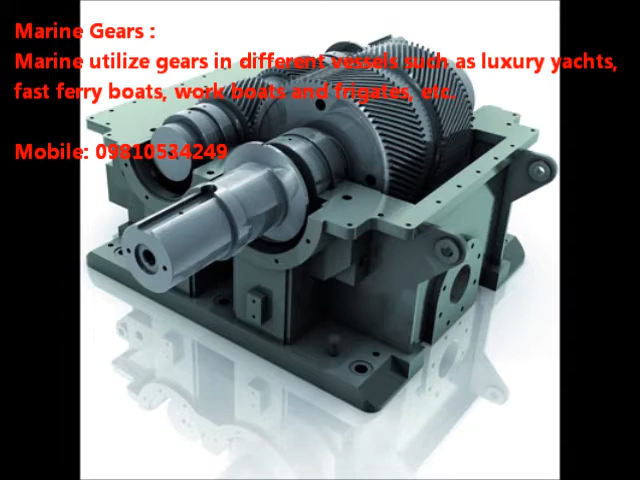 Marine Gears :
Marine utilize gears in different vessels such as luxury yachts,
fast ferry boats, work boats and frigates, etc.
Mobile: 09810534249